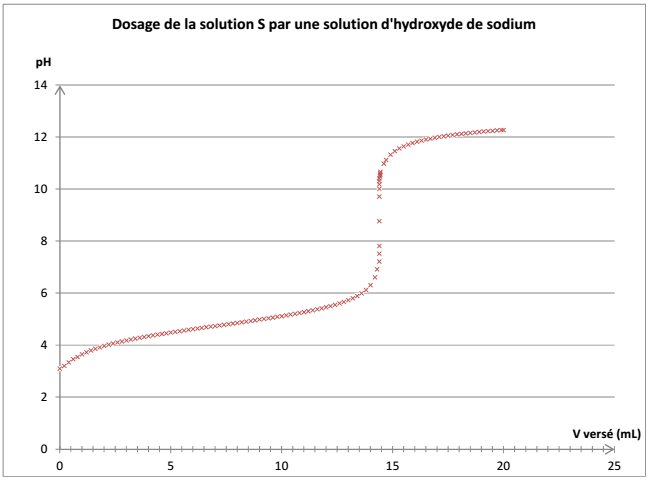 Dosage de la solution S par une solution d'hydroxyde de sodium
pH
14
12
10
8
6
4
2
0
V versé (mL)
0 5 10 15 20 25